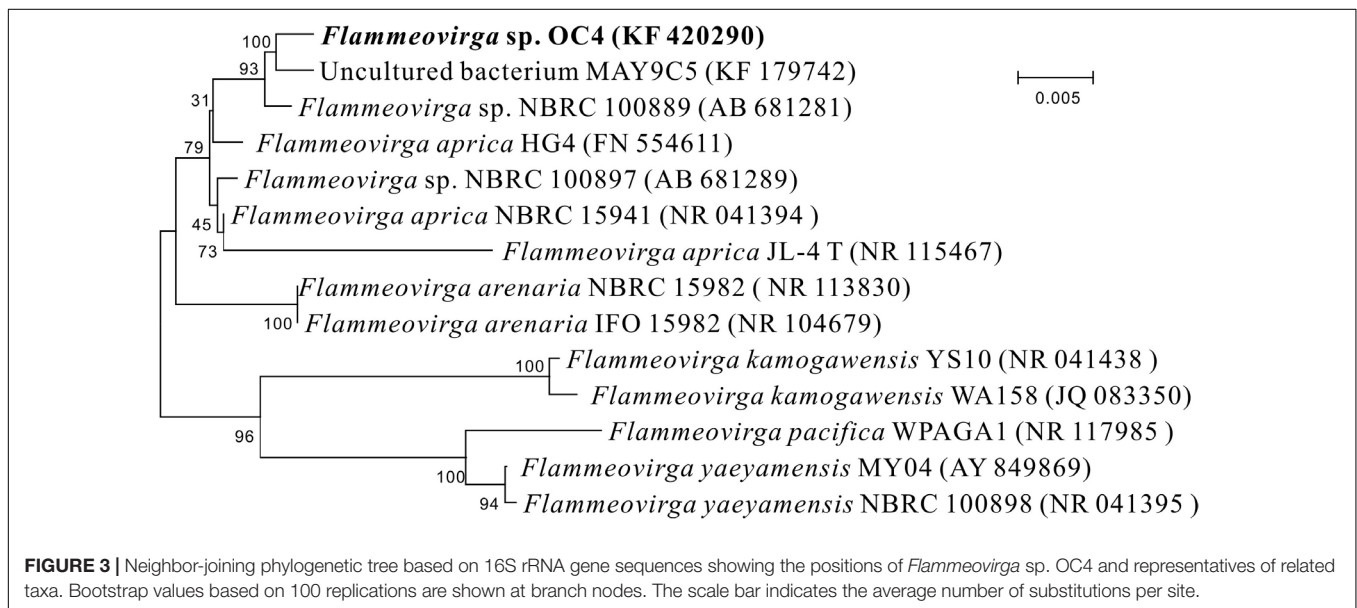 100
Flammeovirga sp. OC4 (KF 420290)
93
Uncultured bacterium MAY9C5 (KF 179742)
0.005
31
Flammeovirga sp. NBRC 100889 (AB 681281)
79
Flammeovirga aprica HG4 (FN 554611)
Flammeovirga sp. NBRC 100897 (AB 681289)
45
Flammeovirga aprica NBRC 15941 (NR 041394 )
73
Flammeovirga aprica JL-4 T (NR 115467)
Flammeovirga arenaria NBRC 15982 ( NR 113830)
100
Flammeovirga arenaria IFO 15982 (NR 104679)
100
Flammeovirga kamogawensis YS10 (NR 041438 )
Flammeovirga kamogawensis WA158 (JQ 083350)
96
Flammeovirga pacifica WPAGA1 (NR 117985 )
100
Flammeovirga yaeyamensis MY04 (AY 849869)
94
Flammeovirga yaeyamensis NBRC 100898 (NR 041395 )
FIGURE 3 | Neighbor-joining phylogenetic tree based on 16S rRNA gene sequences showing the positions of Flammeovirga sp. OC4 and representatives of related
taxa. Bootstrap values based on 100 replications are shown at branch nodes. The scale bar indicates the average number of substitutions per site.